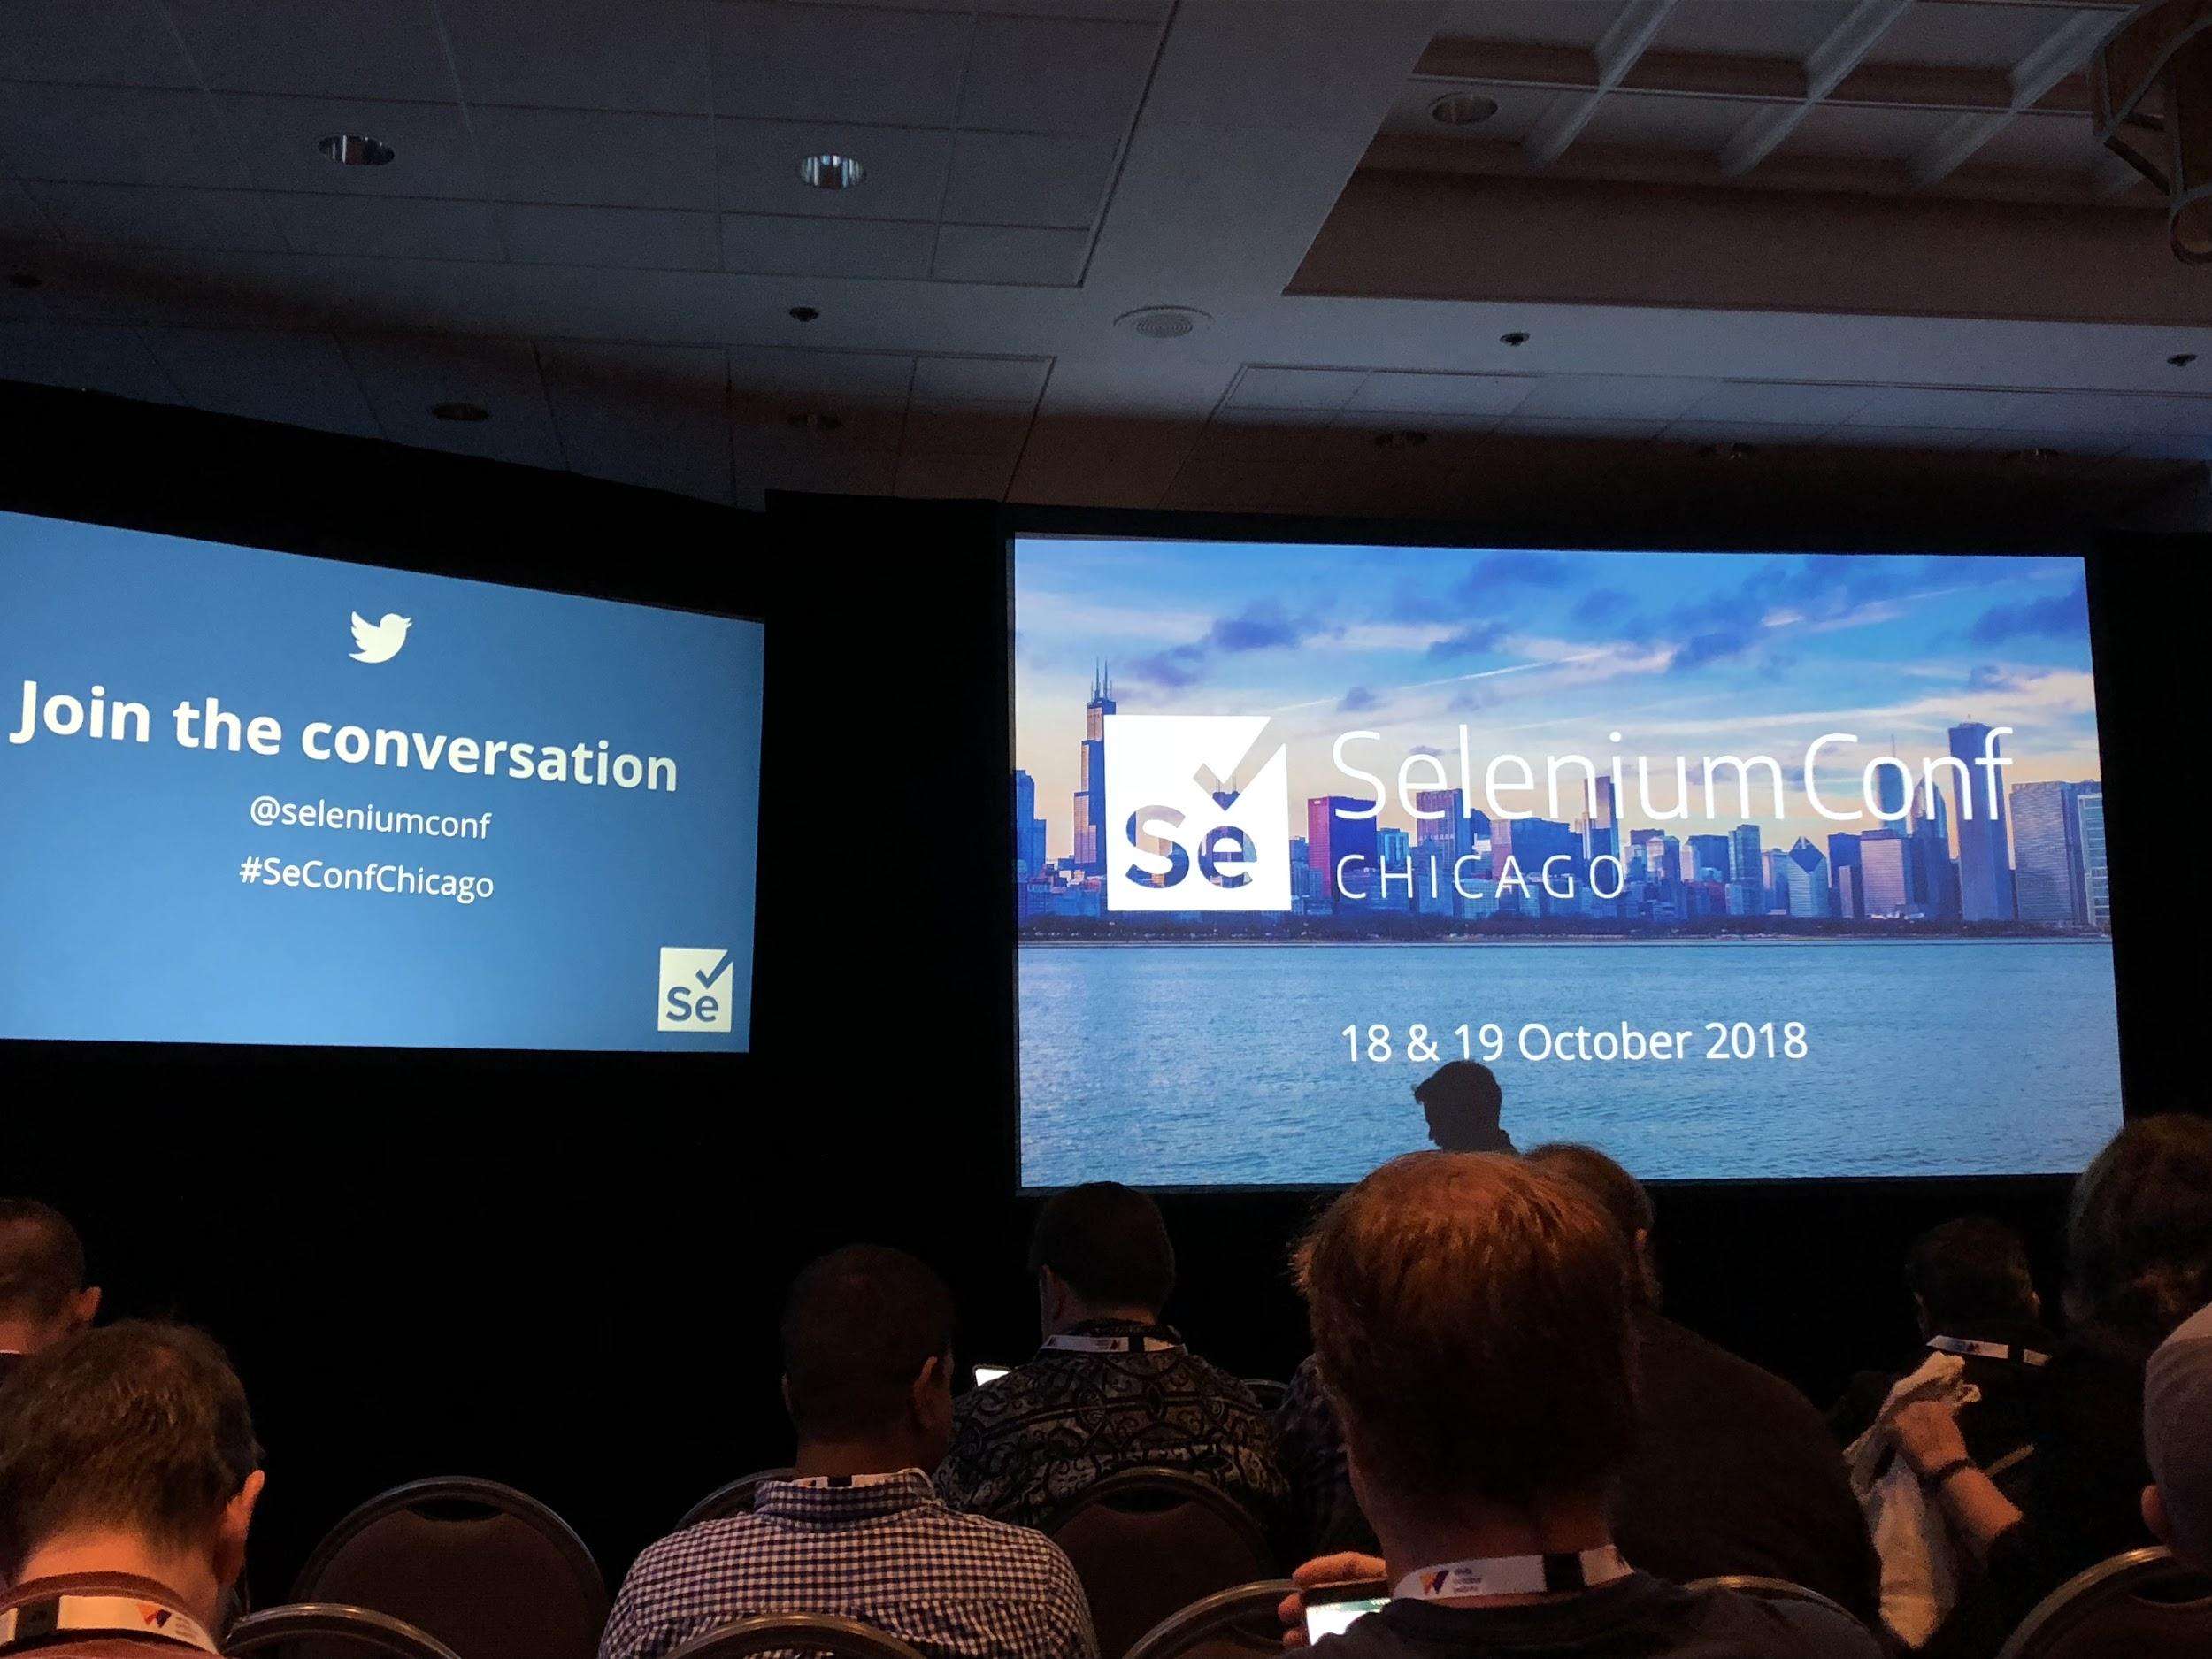 Join the conversation
@seleniumconf
#SeConfChicago
Se
Se
SeleniumConf
CHICAGO
18 & 19 October 2018